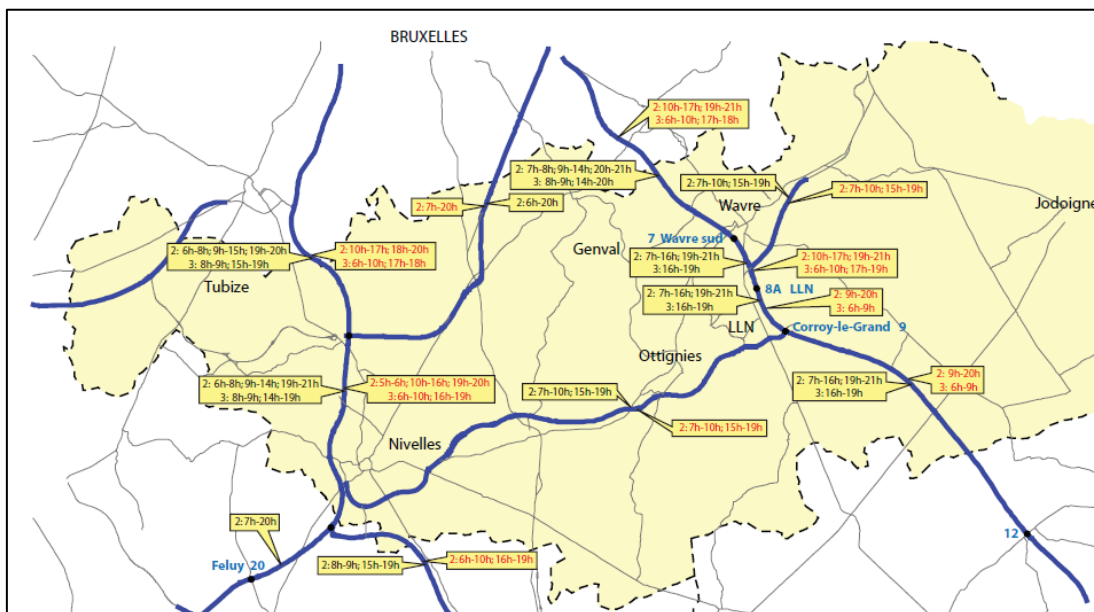 BRUXELLES
2: 10h-17h; 19h-21h
3: 6h-10h; 17h-18h
2: 7h-8h; 9h-14h; 20h-21h
3: 8h-9h; 14h-20h
2: 7h-10h; 15h-19h
2: 7h-10h; 15h-19h
2: 7h-20h
2: 6h-20h
Wavre
Jodoigne
7 Wavre sud
Genval
2: 6h-8h; 9h-15h; 19h-20h
3: 8h-9h; 15h-19h
2: 10h-17h; 18h-20h
3: 6h-10h; 17h-18h
2: 7h-16h; 19h-21h
3: 16h-19h
2: 10h-17h; 19h-21h
3: 6h-10h; 17h-19h
Tubize
8A LLN
2: 7h-16h; 19h-21h
3: 16h-19h
2: 9h-20h
3: 6h-9h
LLN
Corroy-le-Grand 9
Ottignies
2: 6h-8h; 9h-14h; 19h-21h
3: 8h-9h; 14h-19h
2: 5h-6h; 10h-16h; 19h-20h
3: 6h-10h; 16h-19h
2: 7h-10h; 15h-19h
2: 7h-16h; 19h-21h
3: 16h-19h
2: 9h-20h
3: 6h-9h
2: 7h-10h; 15h-19h
Nivelles
2: 7h-20h
12
Feluy 20
2: 8h-9h; 15h-19h
2: 6h-10h; 16h-19h